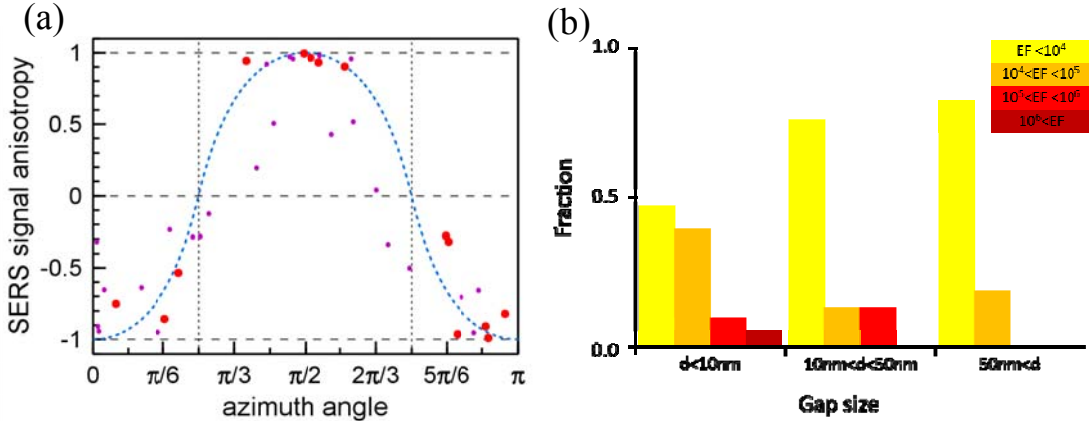 (a)
SERS signal anisotropy
1
0.5
0
-0.5
-1
0 π/6 π/3 π/2 2π/3 5π/6 π
azimuth angle
(b)
Fraction
1.0
0.5
0.0
EF <10⁴
10⁴<EF <10⁵
10⁵<EF <10⁶
10⁶<EF
d<10nm 10nm<d<50nm 50nm<d
Gap size